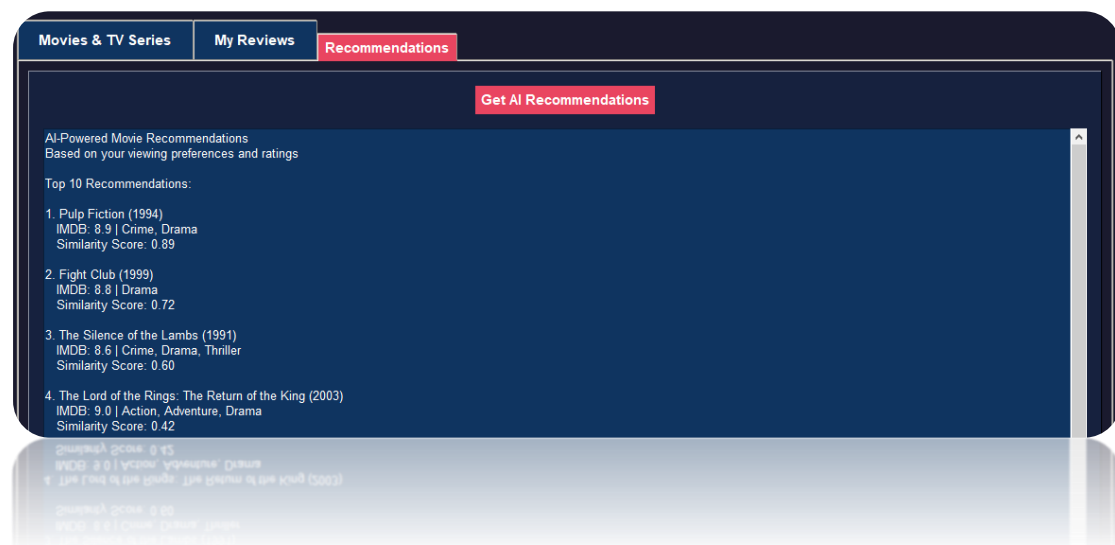 Movies & TV Series
My Reviews
Recommendations
Get AI Recommendations
AI-Powered Movie Recommendations
Based on your viewing preferences and ratings
Top 10 Recommendations:
1. Pulp Fiction (1994)
IMDB: 8.9 | Crime, Drama
Similarity Score: 0.89
2. Fight Club (1999)
IMDB: 8.8 | Drama
Similarity Score: 0.72
3. The Silence of the Lambs (1991)
IMDB: 8.6 | Crime, Drama, Thriller
Similarity Score: 0.60
4. The Lord of the Rings: The Return of the King (2003)
IMDB: 9.0 | Action, Adventure, Drama
Similarity Score: 0.42